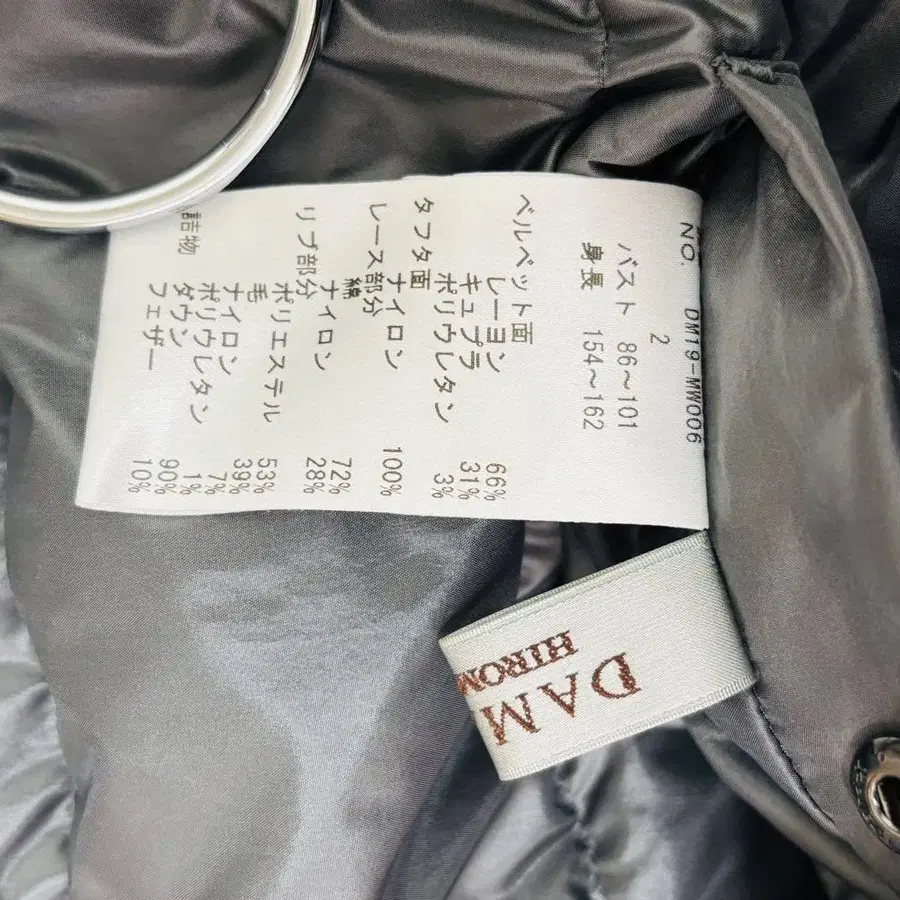 NO. DM19-MW006
2
バスト 86～101
身長 154～162
ベルベット面
レーヨン 66%
キュプラ 31%
ポリウレタン 3%
タフタ面
ナイロン 100%
レース部分
綿 72%
ナイロン 28%
リブ部分
ポリエステル 53%
毛 39%
ナイロン 7%
ポリウレタン 1%
詰物
ダウン 90%
フェザー 10%
DAM
HIROM